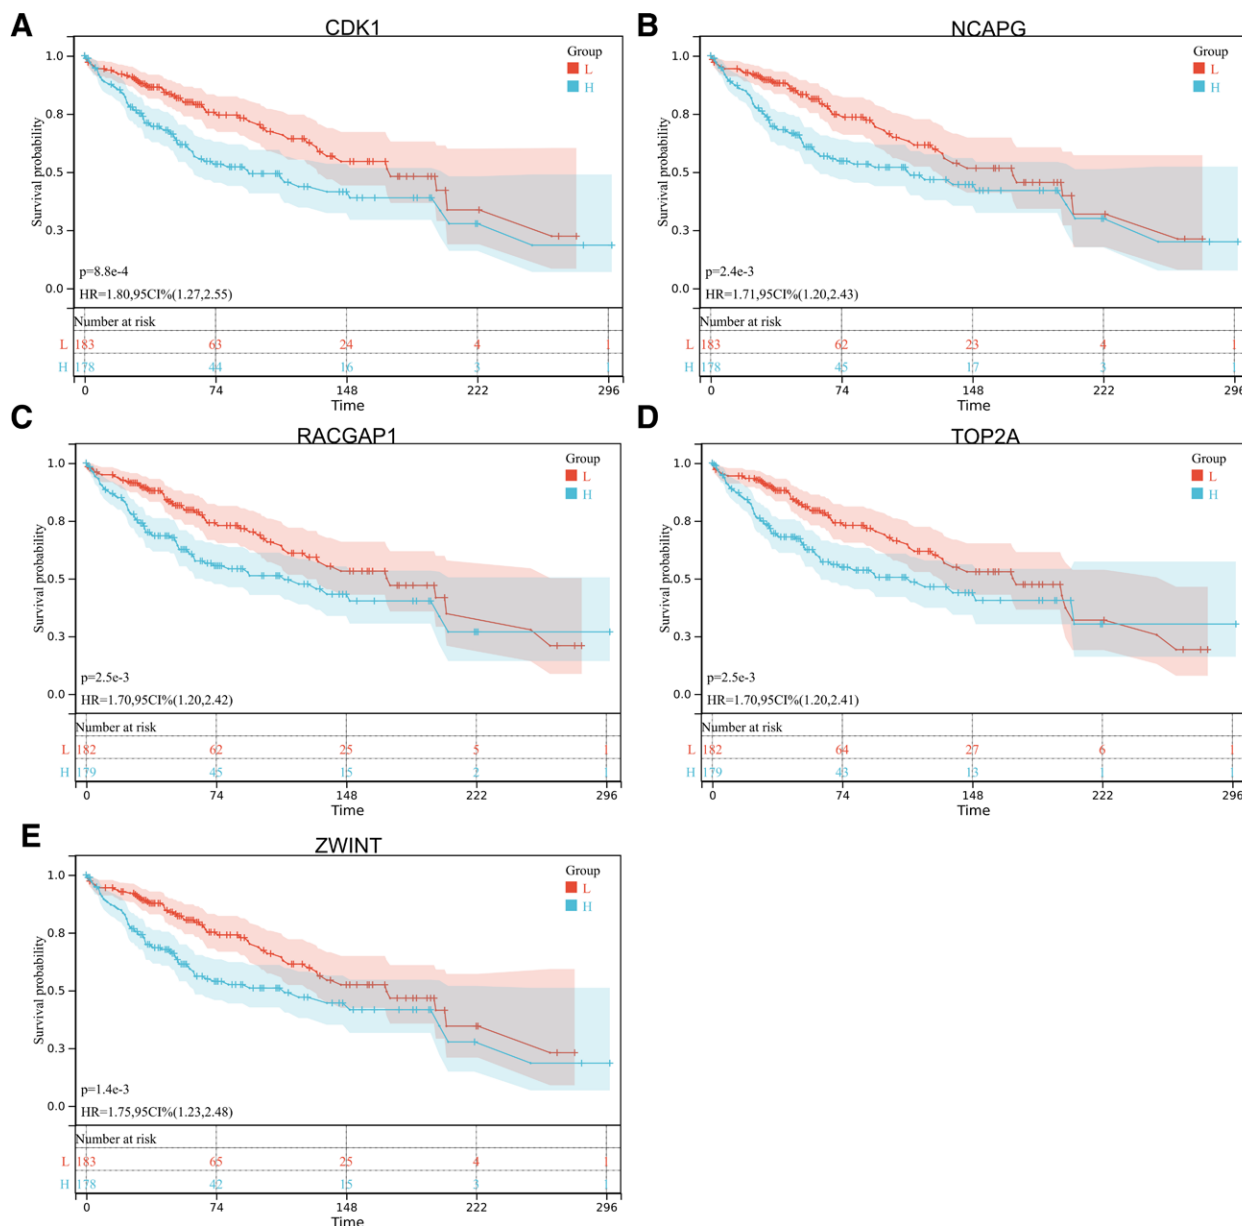 A
CDK1
Survival probability
1.0
0.8
0.5
0.3
0.0
Group
L
H
p=8.8e-4
HR=1.80,95CI%(1.27,2.55)
Number at risk
L 183 63 24 4 1
H 178 44 16 3 1
0 74 148 222 296
Time
B
NCAPG
Survival probability
1.0
0.8
0.5
0.3
0.0
Group
L
H
p=2.4e-3
HR=1.71,95CI%(1.20,2.43)
Number at risk
L 183 62 23 4 1
H 178 45 17 3 1
0 74 148 222 296
Time
C
RACGAP1
Survival probability
1.0
0.8
0.5
0.3
0.0
Group
L
H
p=2.5e-3
HR=1.70,95CI%(1.20,2.42)
Number at risk
L 182 62 25 5 1
H 179 45 15 2 1
0 74 148 222 296
Time
D
TOP2A
Survival probability
1.0
0.8
0.5
0.3
0.0
Group
L
H
p=2.5e-3
HR=1.70,95CI%(1.20,2.41)
Number at risk
L 182 64 27 6 1
H 179 43 13 1 1
0 74 148 222 296
Time
E
ZWINT
Survival probability
1.0
0.8
0.5
0.3
0.0
Group
L
H
p=1.4e-3
HR=1.75,95CI%(1.23,2.48)
Number at risk
L 183 65 25 4 1
H 178 42 15 3 1
0 74 148 222 296
Time